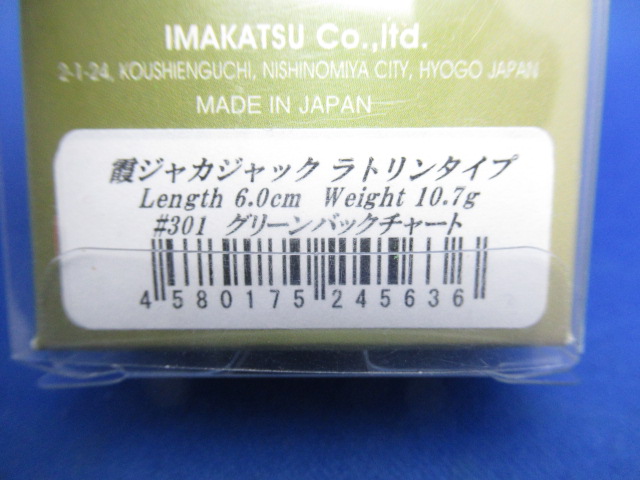 IMAKATSU Co.,ltd.
2-1-24, KOUSHIENGUCHI, NISHINOMIYA CITY, HYOGO JAPAN
MADE IN JAPAN
霞ジャカジャック ラトリンタイプ
Length 6.0cm Weight 10.7g
#301 グリーンバックチャート
4 580175 245636